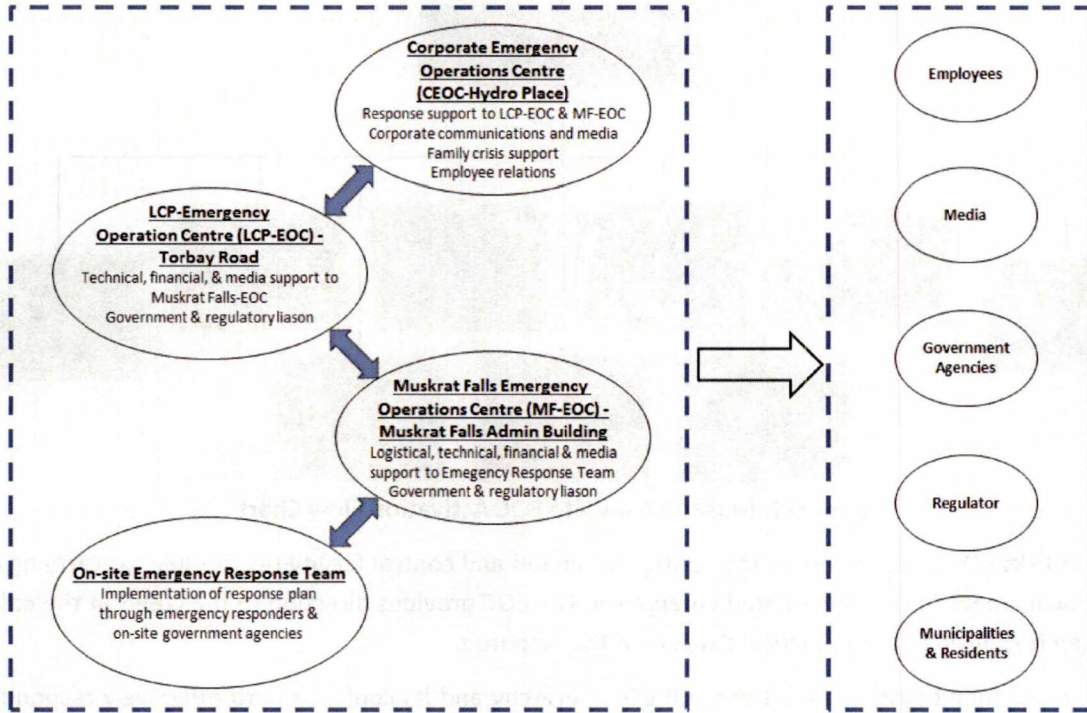 Corporate Emergency
Operations Centre
(CEOC-Hydro Place)
Response support to LCP-EOC & MF-EOC
Corporate communications and media
Family crisis support
Employee relations
LCP-Emergency
Operation Centre (LCP-EOC) -
Torbay Road
Technical, financial, & media support to
Muskrat Falls-EOC
Government & regulatory liason
Muskrat Falls Emergency
Operations Centre (MF-EOC) -
Muskrat Falls Admin Building
Logistical, technical, financial & media
support to Emegency Response Team
Government & regulatory liason
On-site Emergency Response Team
Implementation of response plan
through emergency responders &
on-site government agencies
Employees
Media
Government
Agencies
Regulator
Municipalities
& Residents